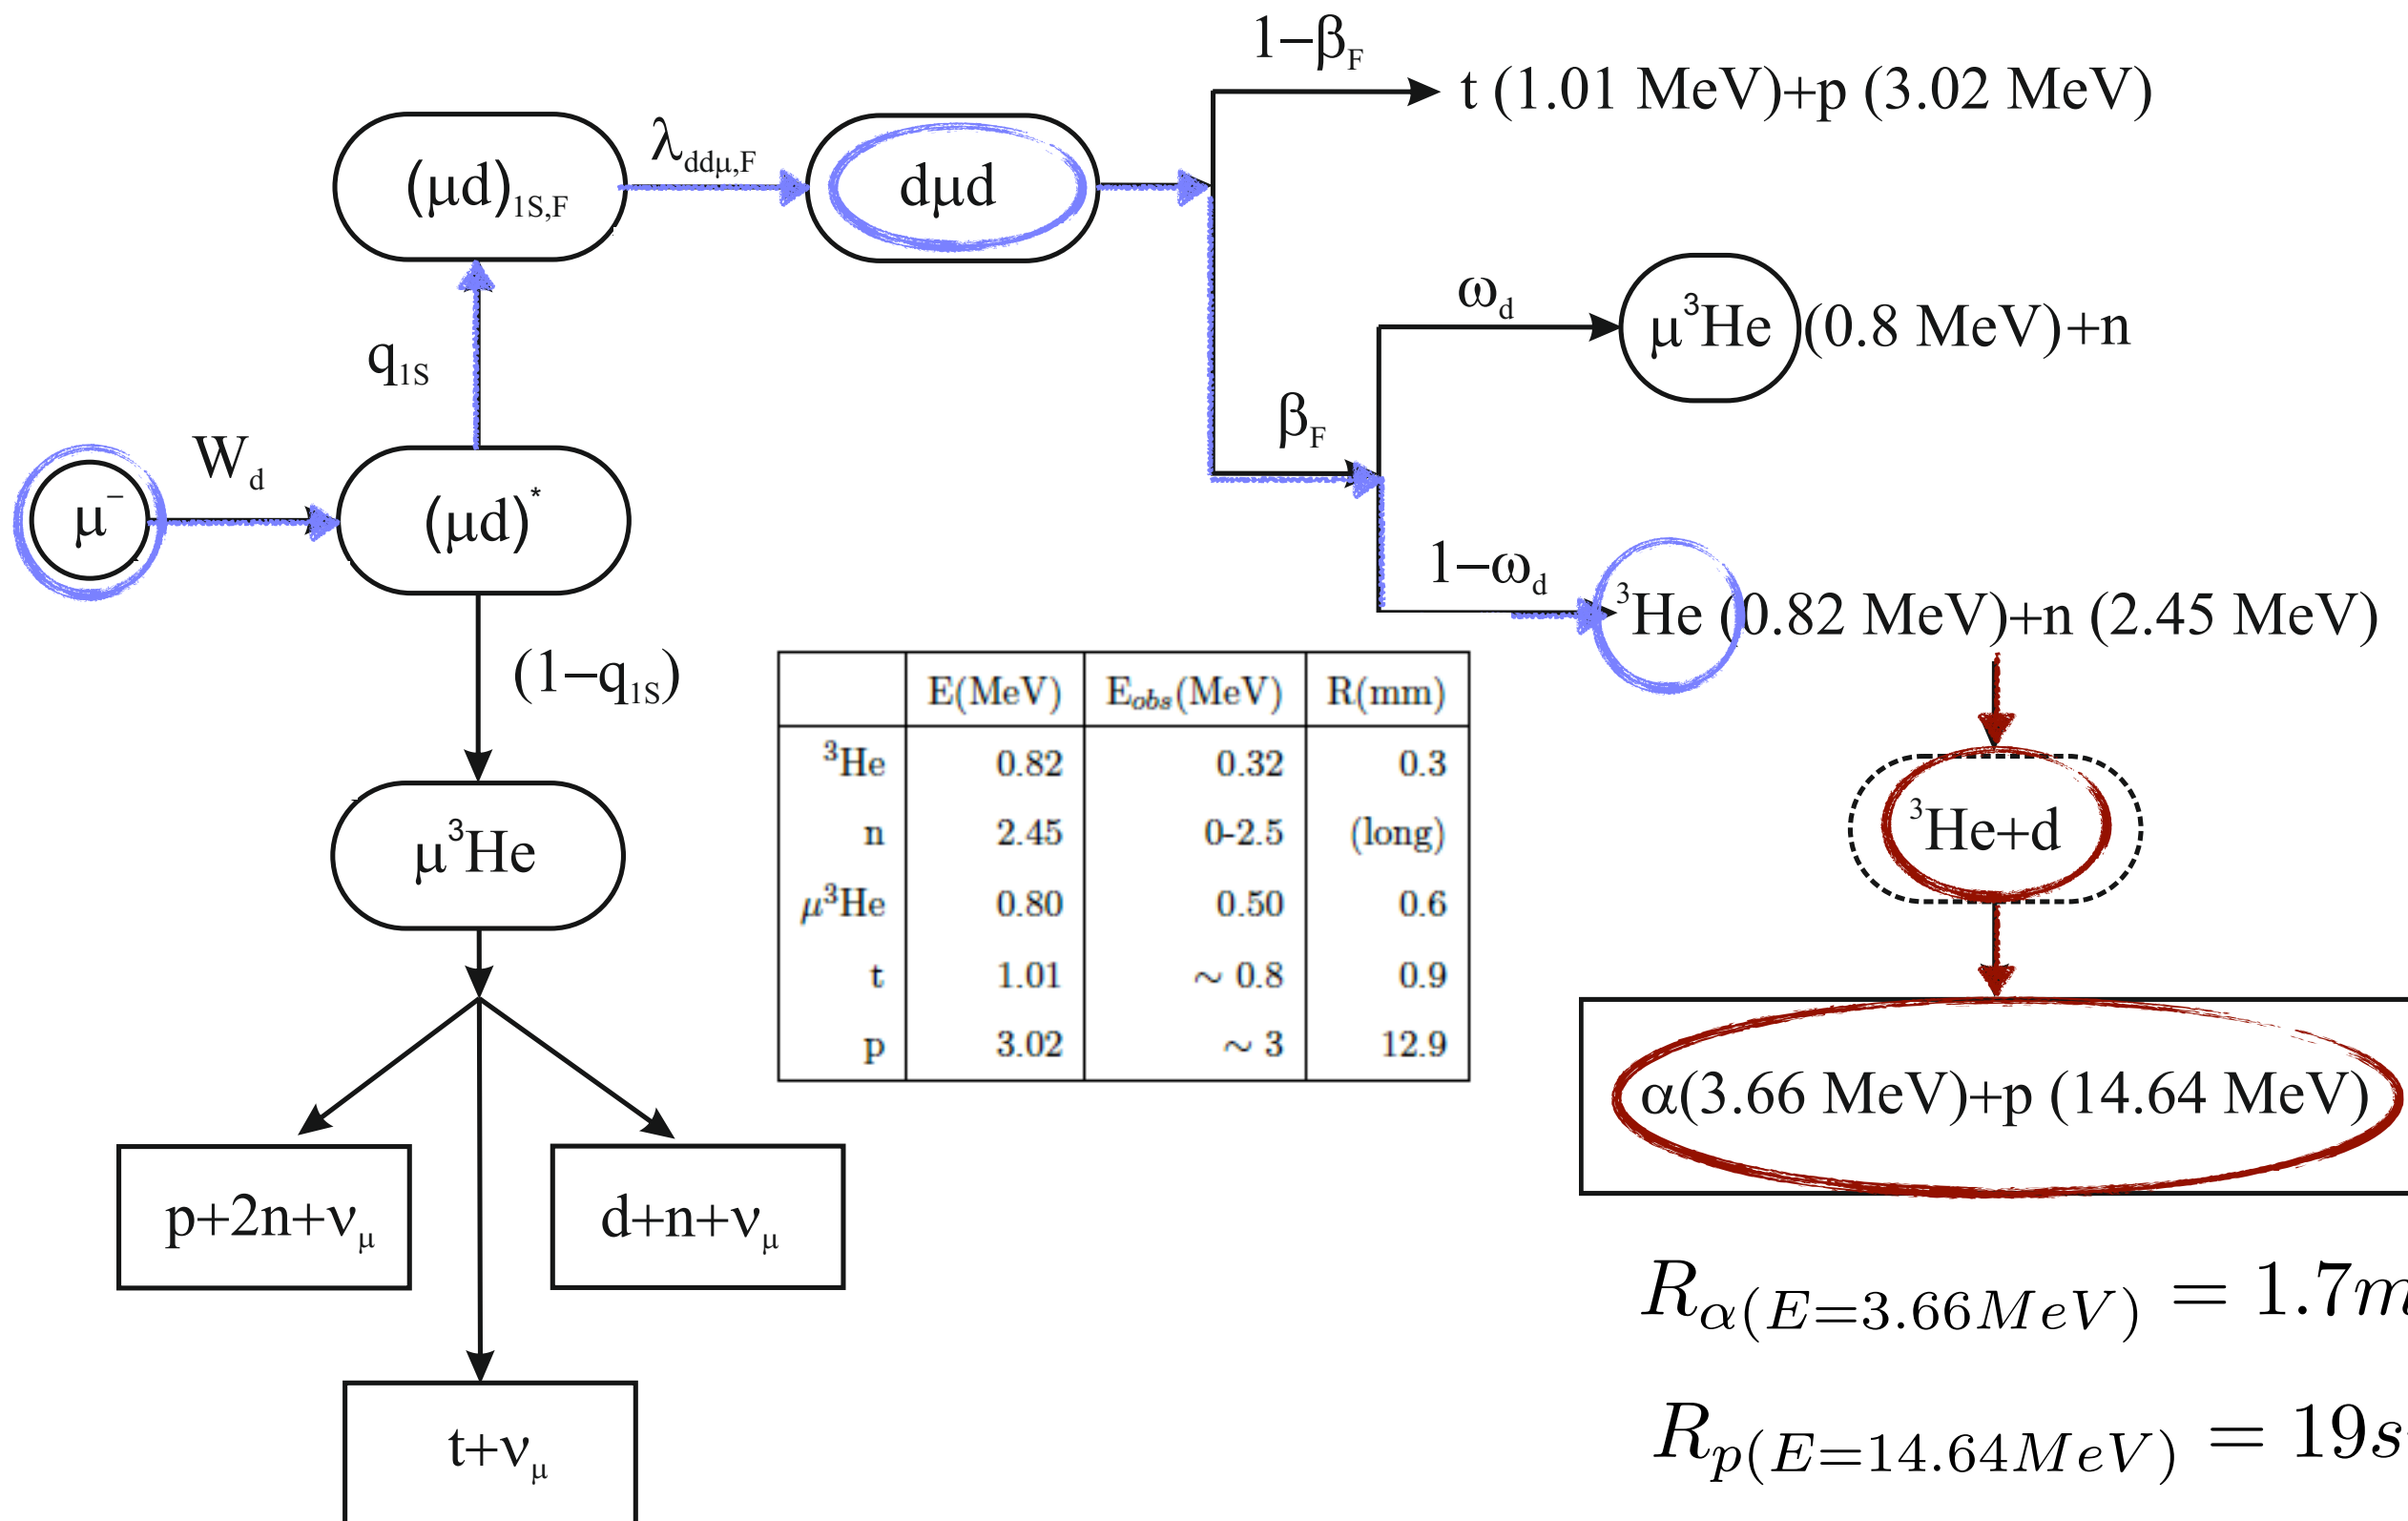 1−β_F
t (1.01 MeV)+p (3.02 MeV)
(μd)_1S,F
λ_ddμ,F
dμd
ω_d
μ³He (0.8 MeV)+n
q_1S
β_F
W_d
μ⁻
(μd)*
1−ω_d
³He (0.82 MeV)+n (2.45 MeV)
(1−q_1S)
E(MeV) E_obs(MeV) R(mm)
³He 0.82 0.32 0.3
n 2.45 0-2.5 (long)
μ³He 0.80 0.50 0.6
t 1.01 ~ 0.8 0.9
p 3.02 ~ 3 12.9
³He+d
μ³He
α(3.66 MeV)+p (14.64 MeV)
p+2n+ν_μ
d+n+ν_μ
t+ν_μ
R_α(E=3.66MeV) = 1.7m
R_p(E=14.64MeV) = 19